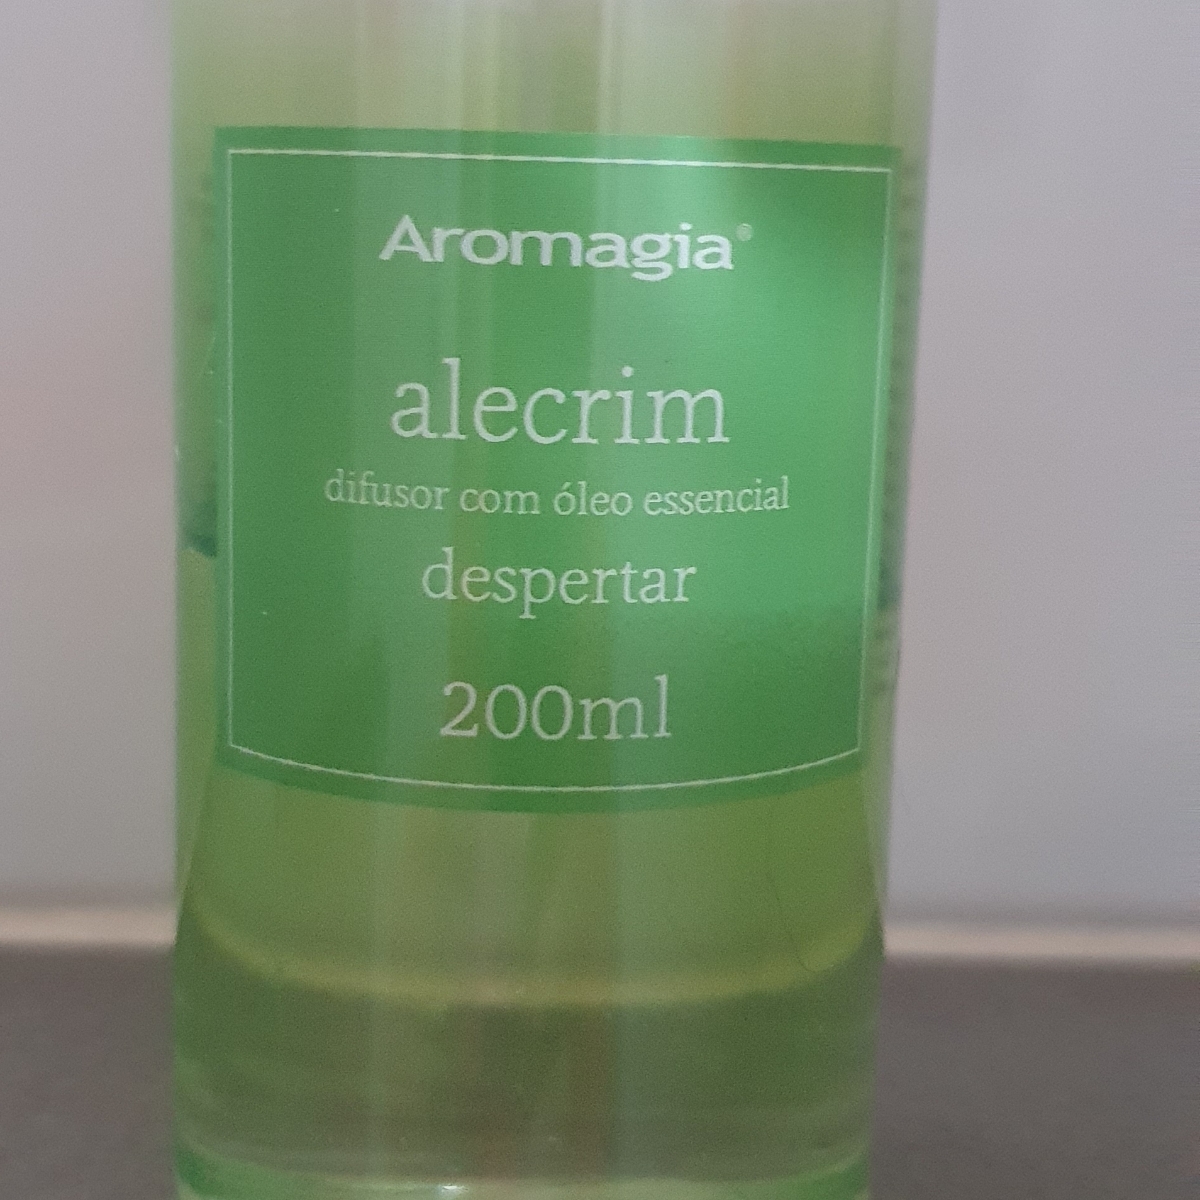 Aromagia®
alecrim
difusor com óleo essencial
despertar
200ml